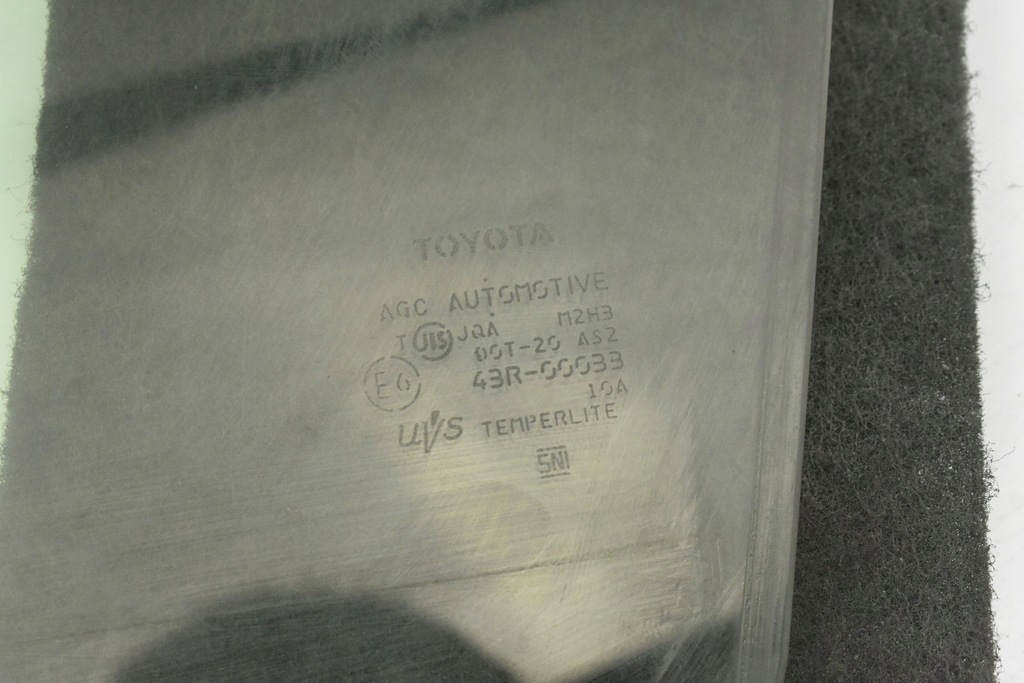 TOYOTA
AGC AUTOMOTIVE
T JIS JQA M2H3
DOT-20 AS2
E6 43R-00033
10A
UVS TEMPERLITE
SNI